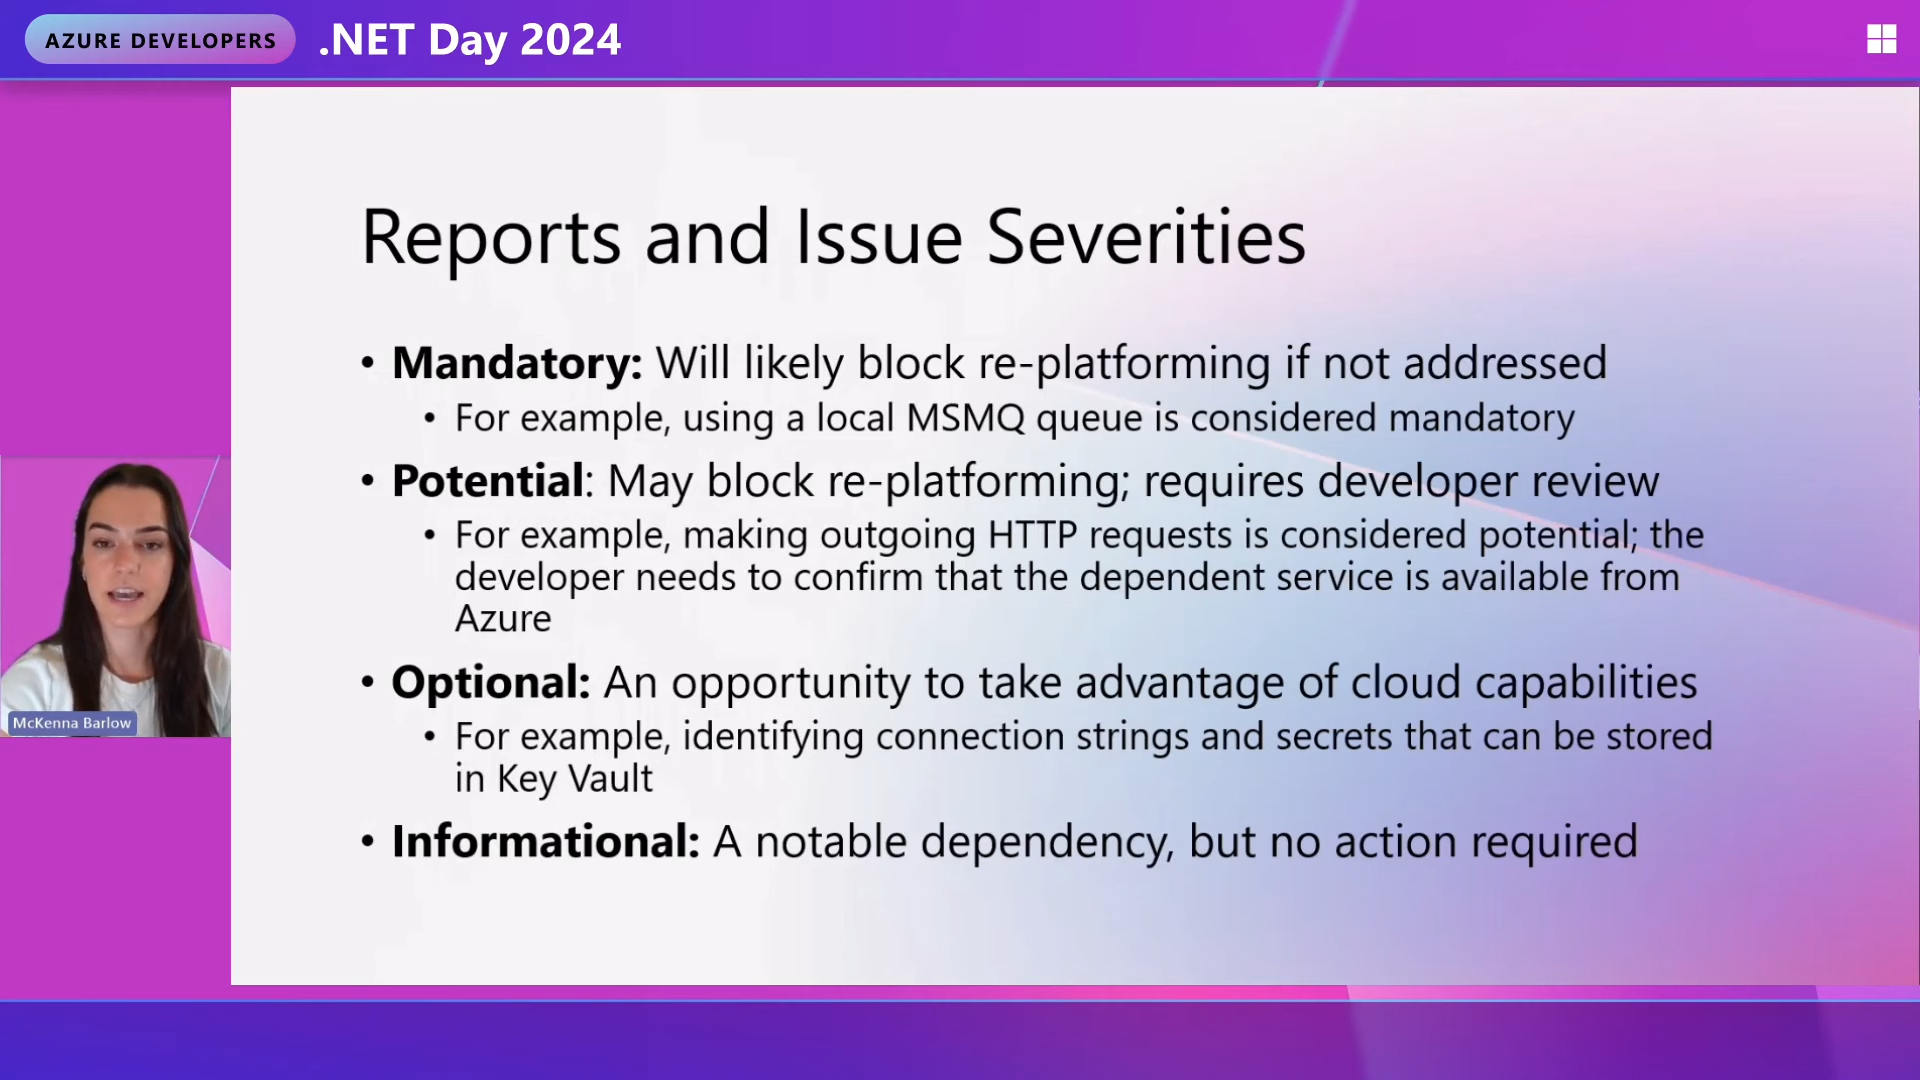 AZURE DEVELOPERS
.NET Day 2024
Reports and Issue Severities
• Mandatory: Will likely block re-platforming if not addressed
• For example, using a local MSMQ queue is considered mandatory
• Potential: May block re-platforming; requires developer review
• For example, making outgoing HTTP requests is considered potential; the
developer needs to confirm that the dependent service is available from
Azure
• Optional: An opportunity to take advantage of cloud capabilities
• For example, identifying connection strings and secrets that can be stored
in Key Vault
• Informational: A notable dependency, but no action required
McKenna Barlow